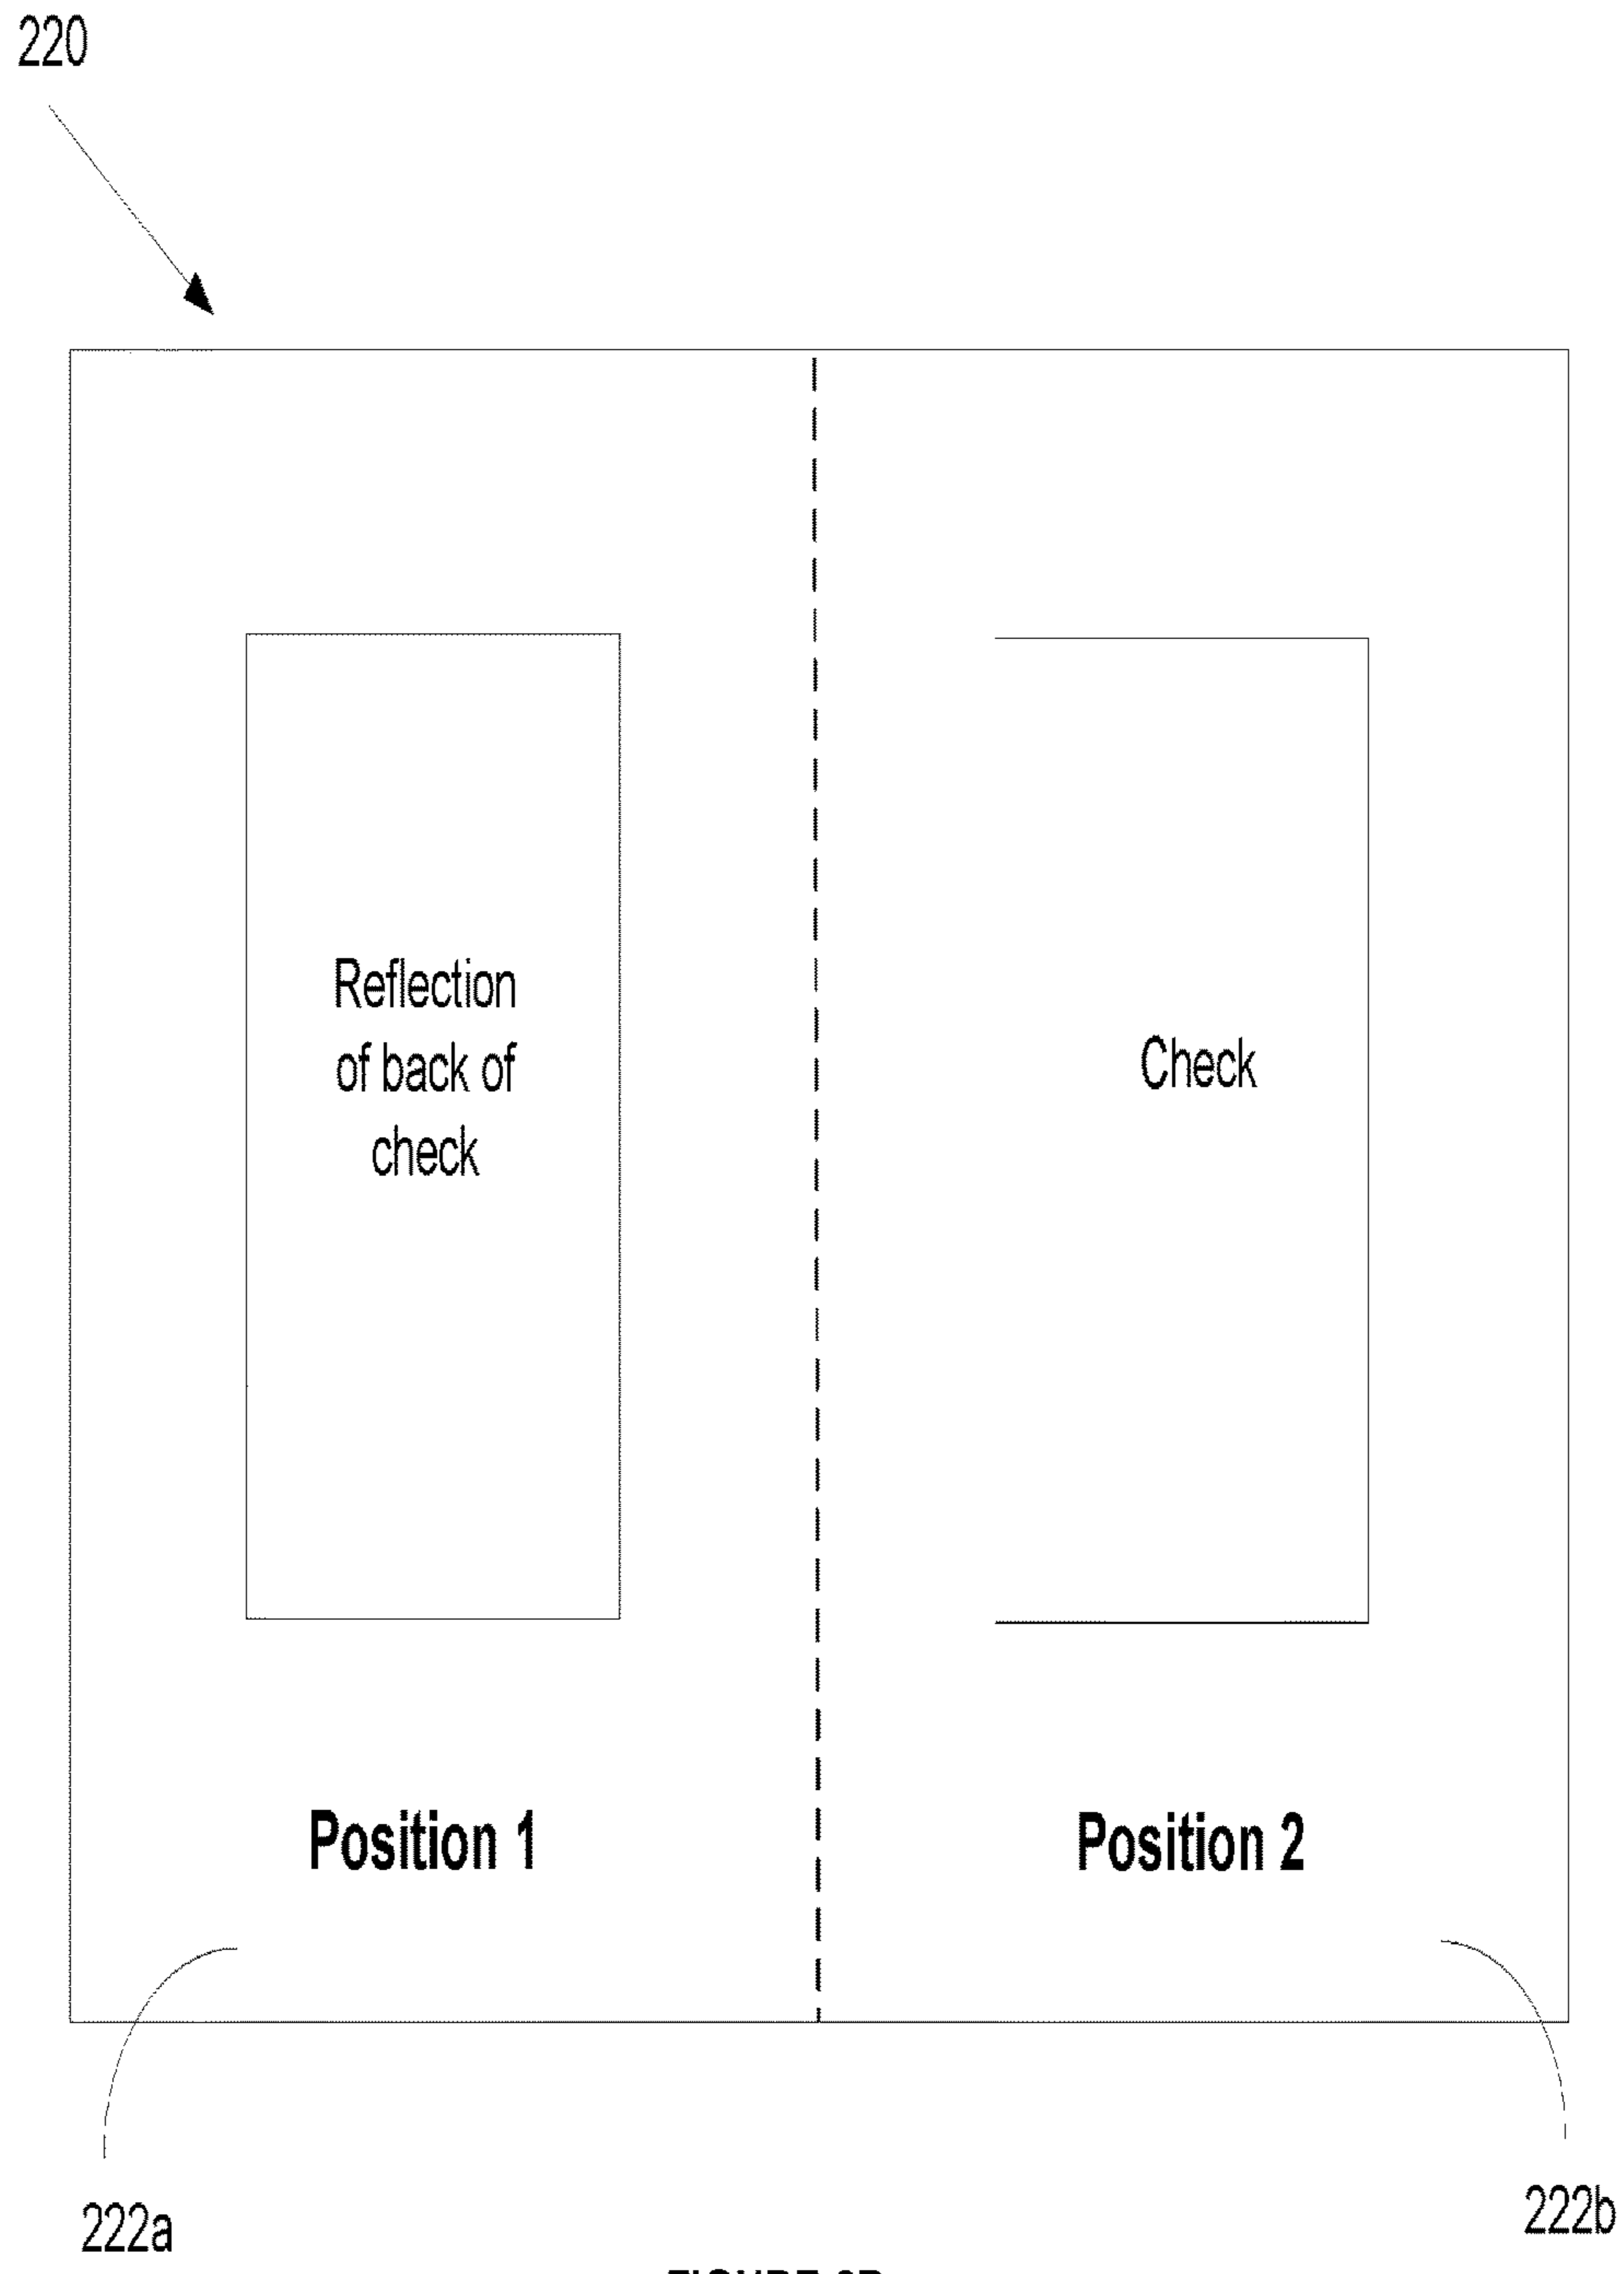 220
Reflection
of back of
check
Check
Position 1
Position 2
222a
222b